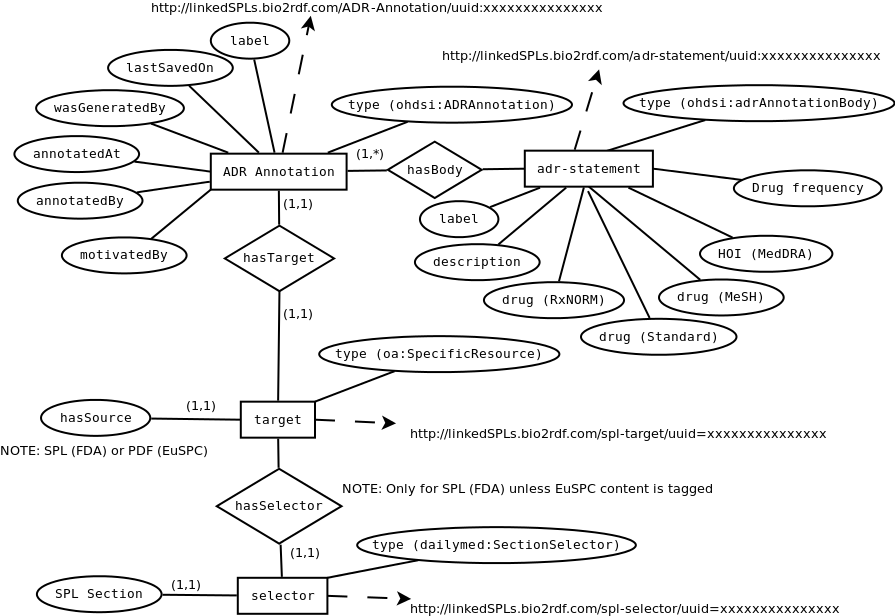 http://linkedSPLs.bio2rdf.com/ADR-Annotation/uuid:xxxxxxxxxxxxxxx
label
http://linkedSPLs.bio2rdf.com/adr-statement/uuid:xxxxxxxxxxxxxxx
lastSavedOn
wasGeneratedBy
type (ohdsi:ADRAnnotation)
type (ohdsi:adrAnnotationBody)
annotatedAt
(1,*)
ADR Annotation
hasBody
adr-statement
annotatedBy
Drug frequency
(1,1)
label
motivatedBy
hasTarget
description
HOI (MedDRA)
drug (RxNORM)
drug (MeSH)
(1,1)
drug (Standard)
type (oa:SpecificResource)
(1,1)
hasSource
target
http://linkedSPLs.bio2rdf.com/spl-target/uuid=xxxxxxxxxxxxxxx
NOTE: SPL (FDA) or PDF (EuSPC)
NOTE: Only for SPL (FDA) unless EuSPC content is tagged
hasSelector
type (dailymed:SectionSelector)
(1,1)
(1,1)
SPL Section
selector
http://linkedSPLs.bio2rdf.com/spl-selector/uuid=xxxxxxxxxxxxxxx